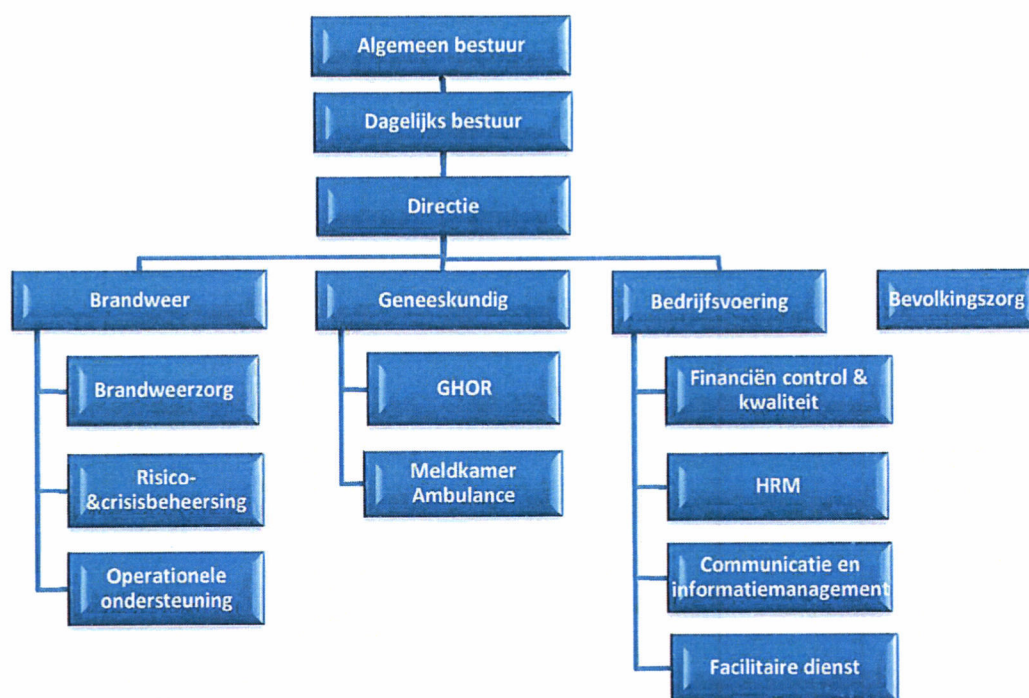 Algemeen bestuur
Dagelijks bestuur
Directie
Brandweer
Geneeskundig
Bedrijfsvoering
Bevolkingszorg
Brandweerzorg
Risico-
&crisisbeheersing
Operationele
ondersteuning
GHOR
Meldkamer
Ambulance
Financiën control &
kwaliteit
HRM
Communicatie en
informatiemanagement
Facilitaire dienst